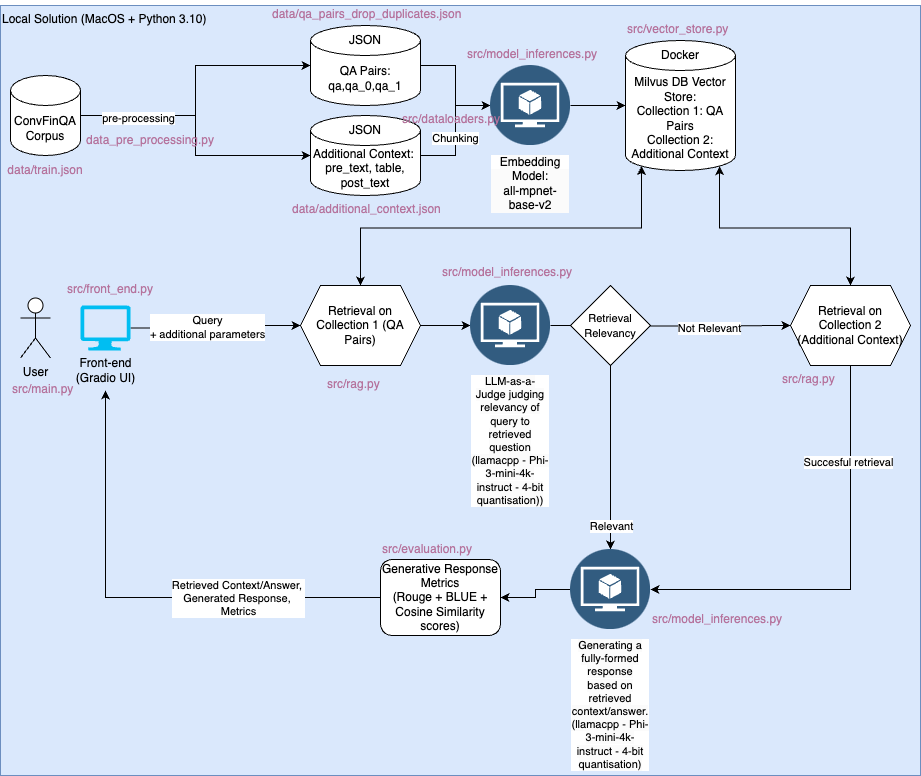 Local Solution (MacOS + Python 3.10)
data/qa_pairs_drop_duplicates.json
JSON
QA Pairs:
qa,qa_0,qa_1
src/model_inferences.py
src/vector_store.py
Docker
Milvus DB Vector
Store:
Collection 1: QA
Pairs
Collection 2:
Additional Context
ConvFinQA
Corpus
data/train.json
pre-processing
data_pre_processing.py
JSON
Additional Context:
pre_text, table,
post_text
data/additional_context.json
src/dataloaders.py
Chunking
Embedding
Model:
all-mpnet-
base-v2
User
src/main.py
src/front_end.py
Front-end
(Gradio UI)
Query
+ additional parameters
Retrieval on
Collection 1 (QA
Pairs)
src/rag.py
src/model_inferences.py
LLM-as-a-
Judge judging
relevancy of
query to
retrieved
question
(llamacpp - Phi-
3-mini-4k-
instruct - 4-bit
quantisation))
Retrieval
Relevancy
Not Relevant
Retrieval on
Collection 2
(Additional Context)
src/rag.py
Succesful retrieval
Relevant
src/model_inferences.py
Generating a
fully-formed
response
based on
retrieved
context/answer.
(llamacpp - Phi-
3-mini-4k-
instruct - 4-bit
quantisation)
src/evaluation.py
Generative Response
Metrics
(Rouge + BLUE +
Cosine Similarity
scores)
Retrieved Context/Answer,
Generated Response,
Metrics